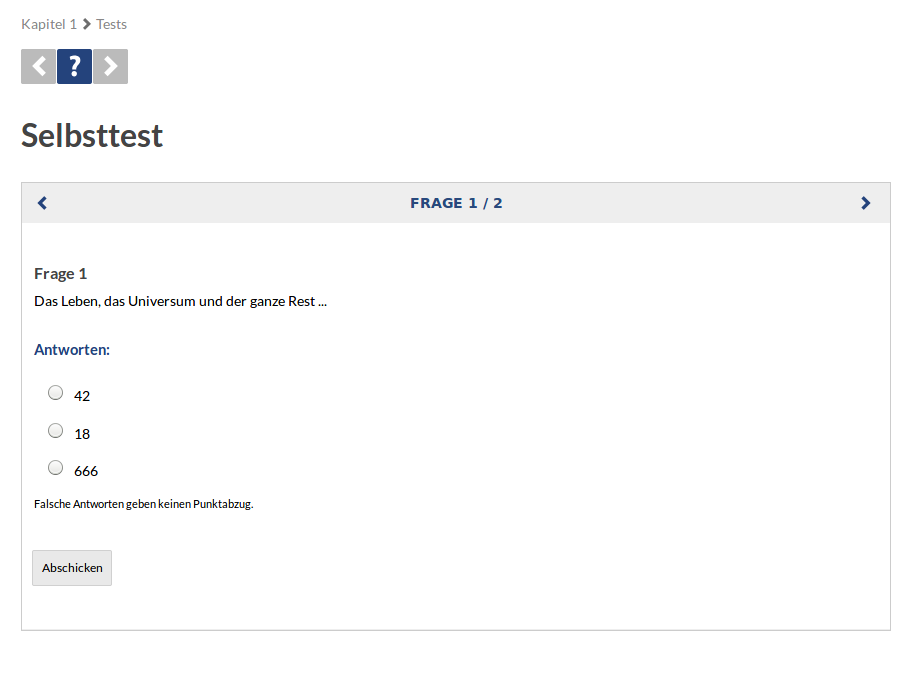 Kapitel 1 > Tests
?
Selbsttest
FRAGE 1 / 2
Frage 1
Das Leben, das Universum und der ganze Rest ...
Antworten:
42
18
666
Falsche Antworten geben keinen Punktabzug.
Abschicken